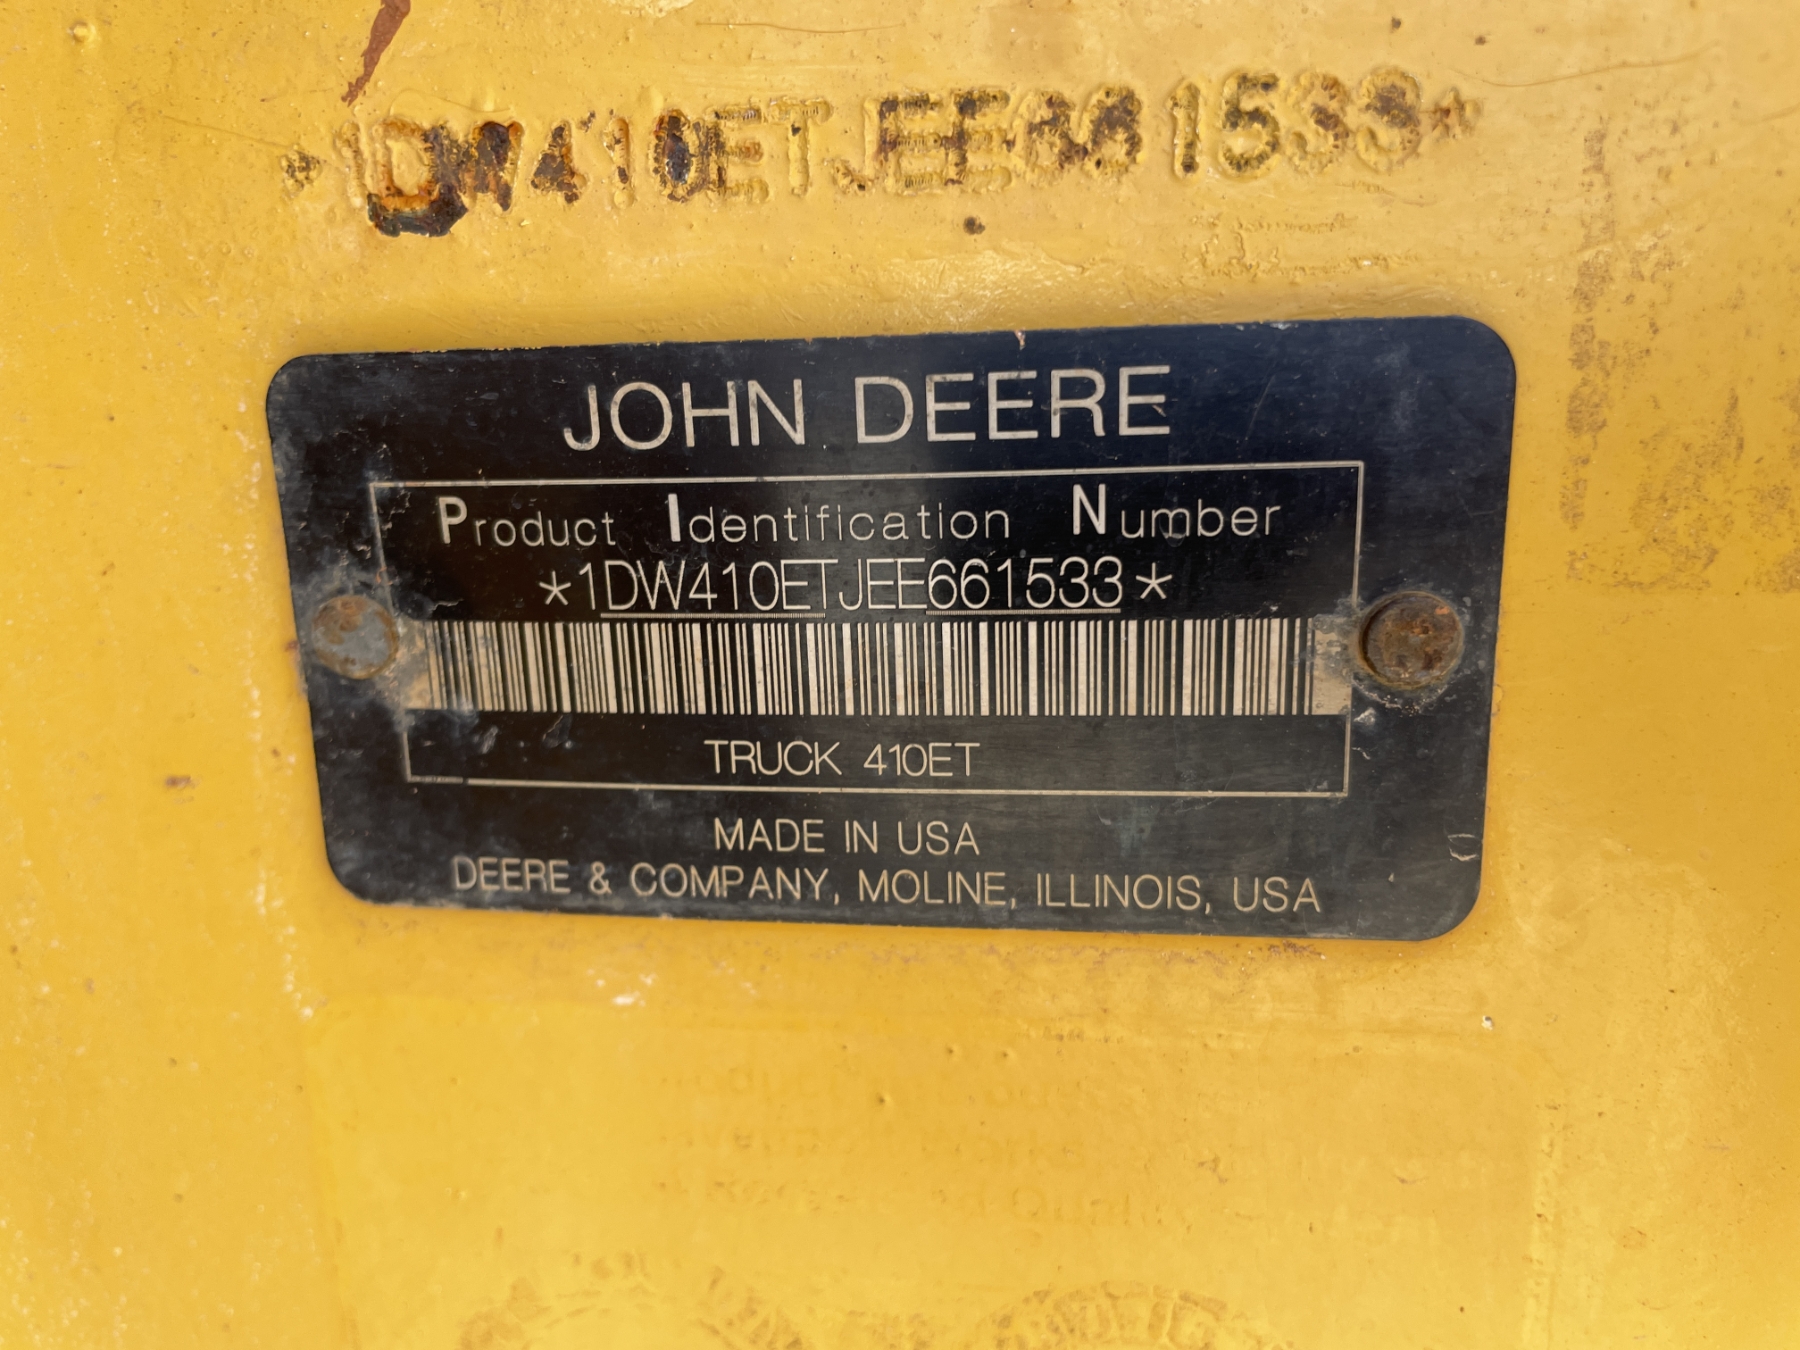 *1DW410ETJEE661533*
JOHN DEERE
Product Identification Number
*1DW410ETJEE661533*
TRUCK 410ET
MADE IN USA
DEERE & COMPANY, MOLINE, ILLINOIS, USA